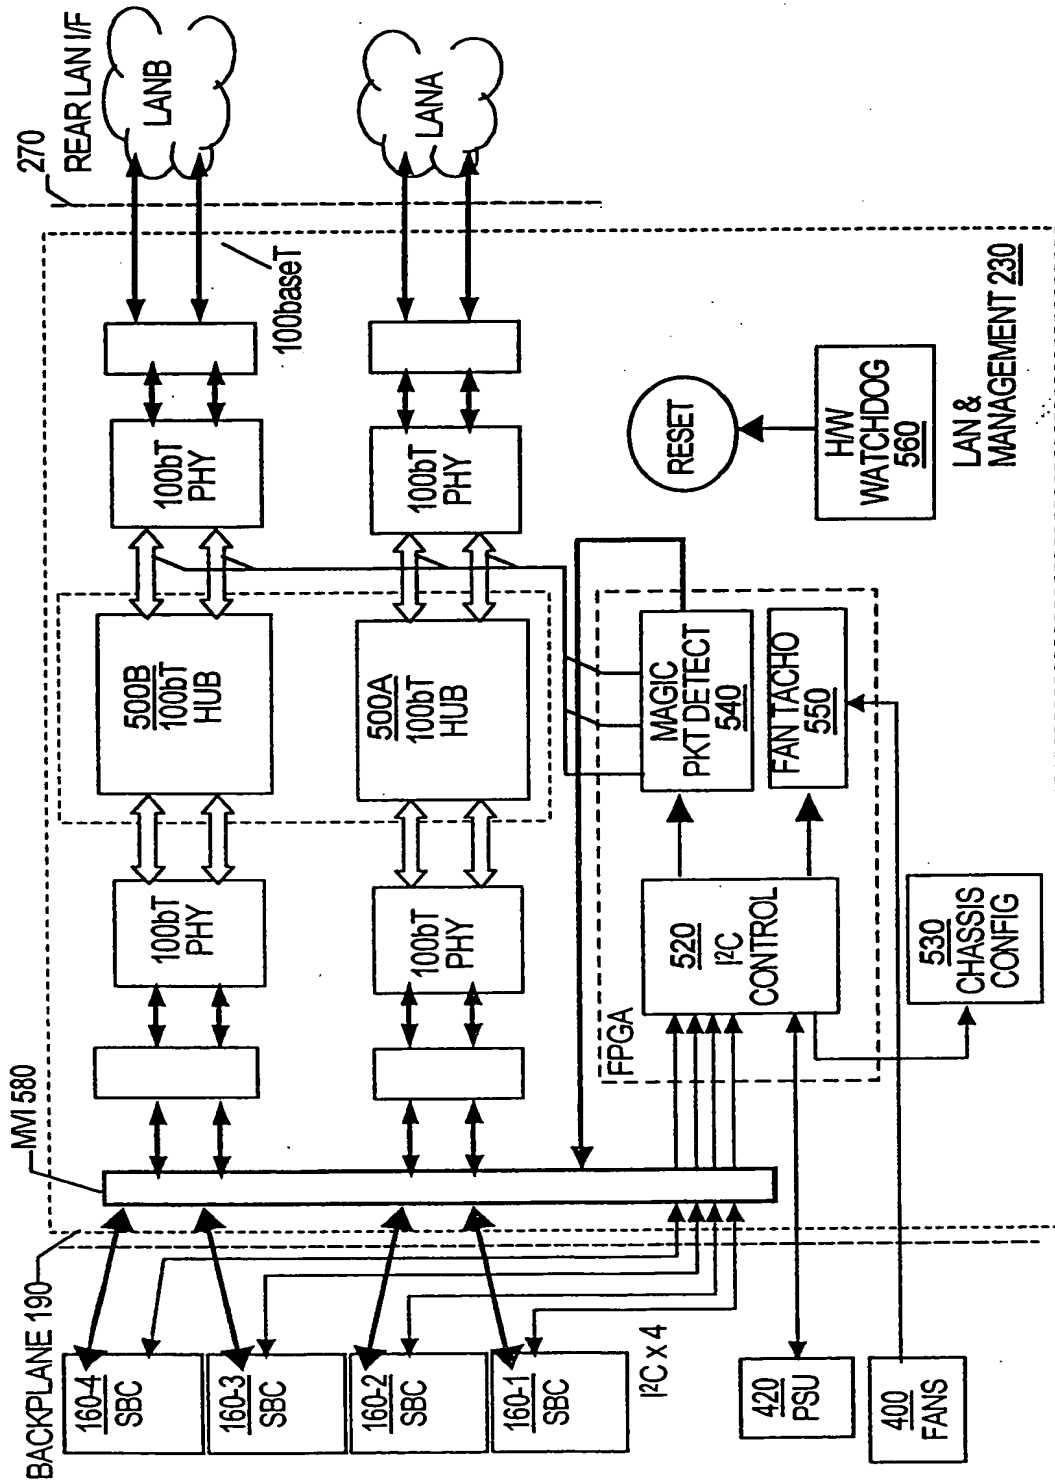 BACKPLANE 190
MVI 580
270
REAR LAN I/F
160-4
SBC
160-3
SBC
160-2
SBC
160-1
SBC
I²C x 4
420
PSU
400
FANS
100bT
PHY
100bT
PHY
500B
100bT
HUB
500A
100bT
HUB
100bT
PHY
100bT
PHY
100baseT
LANB
LANA
FPGA
520
I²C
CONTROL
MAGIC
PKT DETECT
540
FAN TACHO
550
530
CHASSIS
CONFIG
RESET
H/W
WATCHDOG
560
LAN &
MANAGEMENT 230